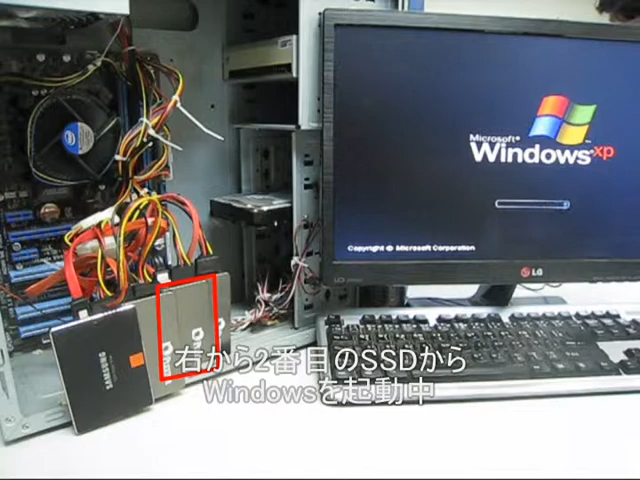 Microsoft®
Windows xp
Copyright © Microsoft Corporation
LG
SAMSUNG
右から2番目のSSDから
Windowsを起動中